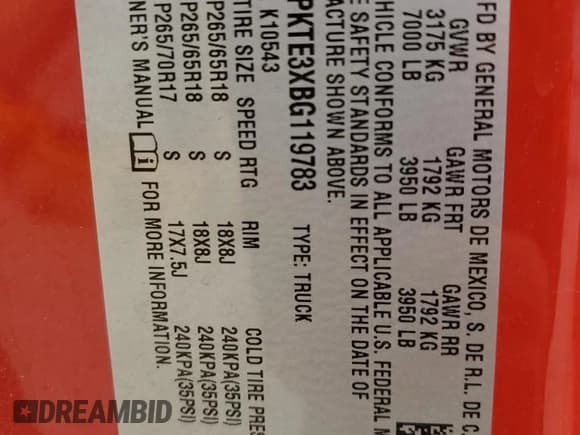 MFD BY GENERAL MOTORS DE MEXICO, S. DE R.L. DE C.
GVWR GAWR FRT GAWR RR
3175 KG 1792 KG 1792 KG
7000 LB 3950 LB 3950 LB
VEHICLE CONFORMS TO ALL APPLICABLE U.S. FEDERAL M
E SAFETY STANDARDS IN EFFECT ON THE DATE OF
FACTURE SHOWN ABOVE.
PKTE3XBG119783 TYPE: TRUCK
K10543
TIRE SIZE SPEED RTG RIM COLD TIRE PRES
P265/65R18 S 18X8J 240KPA(35PSI)
P265/65R18 S 18X8J 240KPA(35PSI)
P265/70R17 S 17X7.5J 240KPA(35PSI)
NER'S MANUAL i FOR MORE INFORMATION.
DREAMBID